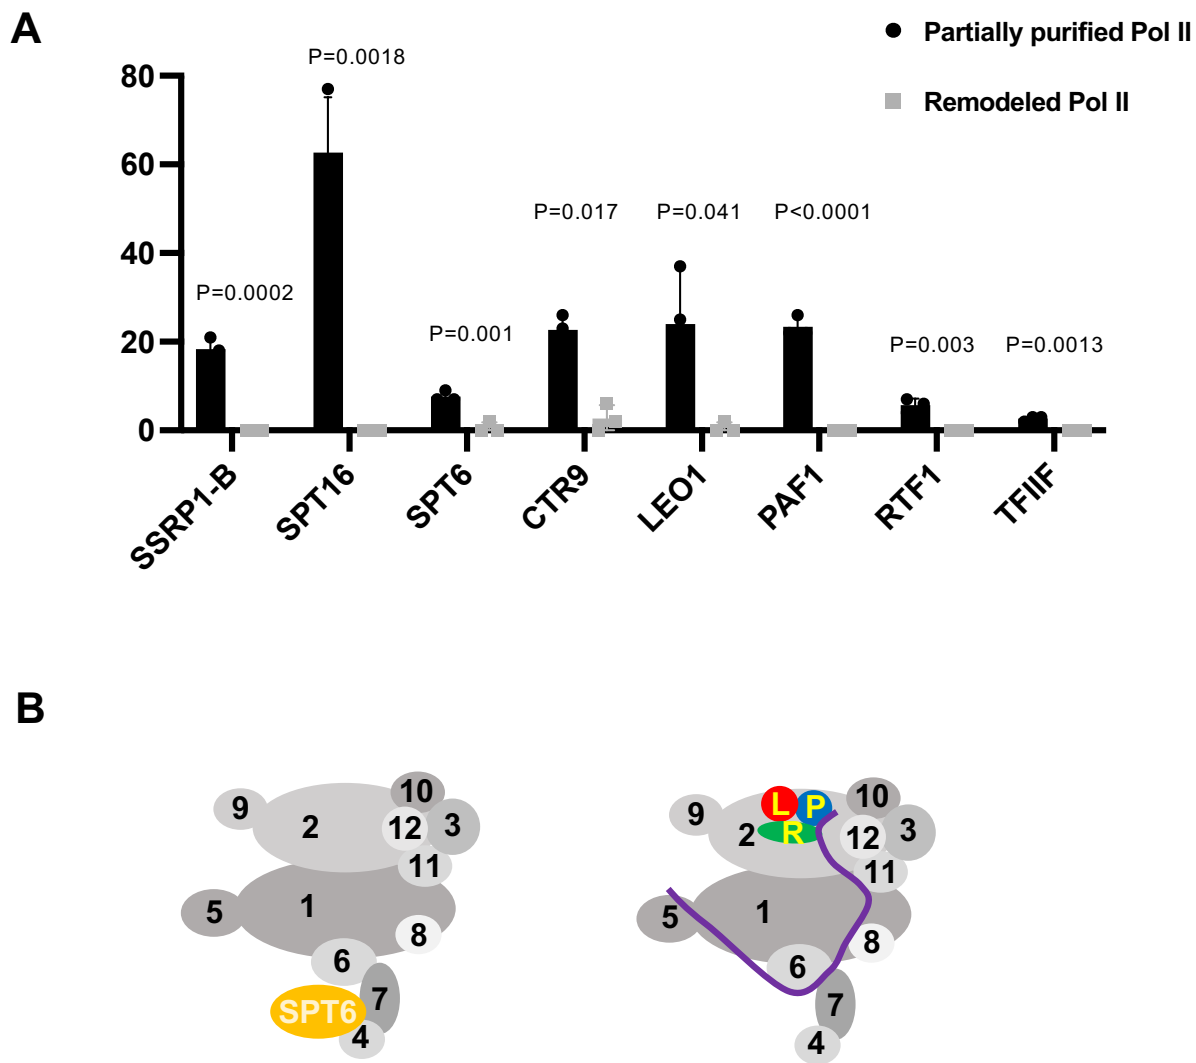 A
Partially purified Pol II
Remodeled Pol II
P=0.0018
80
60
40
20
0
P=0.0002
P=0.001
P=0.017
P=0.041
P<0.0001
P=0.003
P=0.0013
SSRP1-B
SPT16
SPT6
CTR9
LEO1
PAF1
RTF1
TFIIF
B
9
2
10
12
3
11
5
1
8
6
7
SPT6
4
9
2
L
P
R
10
12
3
11
5
1
8
6
7
4